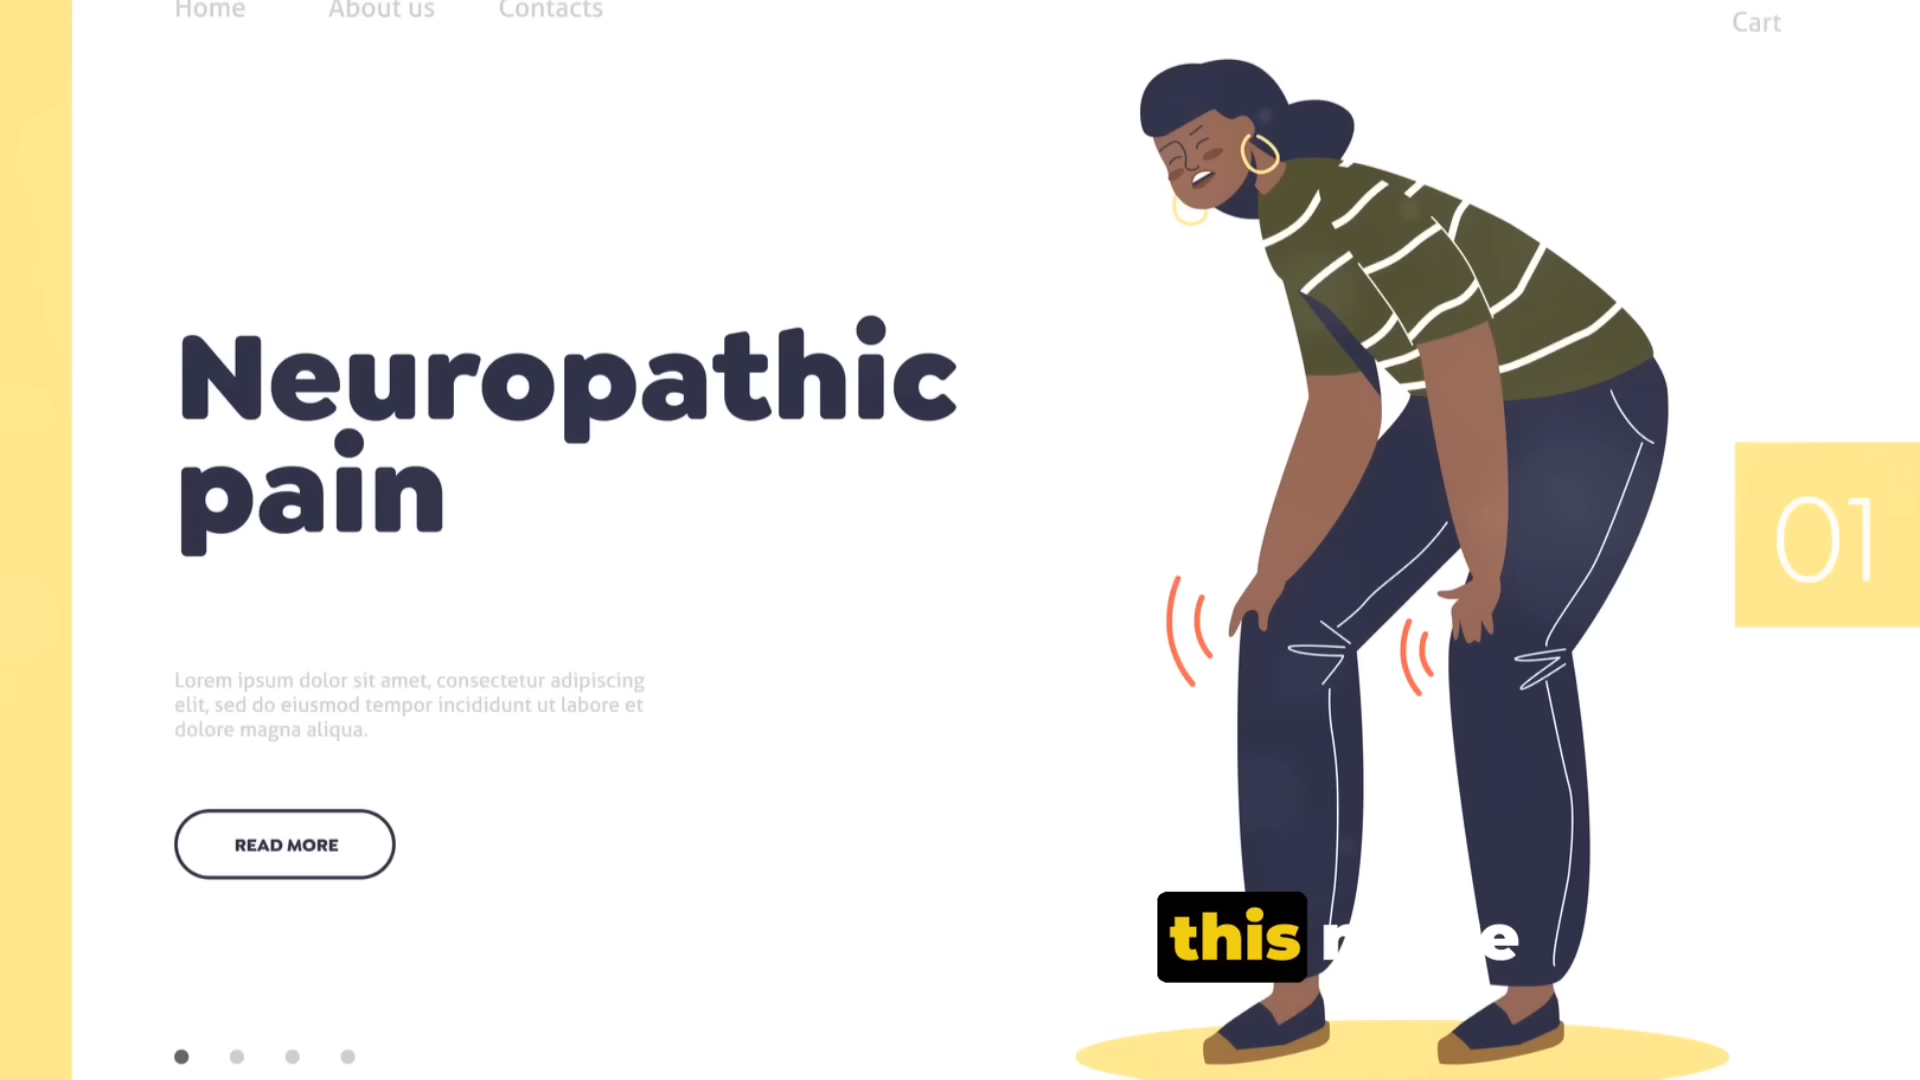 Home About us Contacts Cart
Neuropathic
pain
01
Lorem ipsum dolor sit amet, consectetur adipiscing
elit, sed do eiusmod tempor incididunt ut labore et
dolore magna aliqua.
READ MORE
this